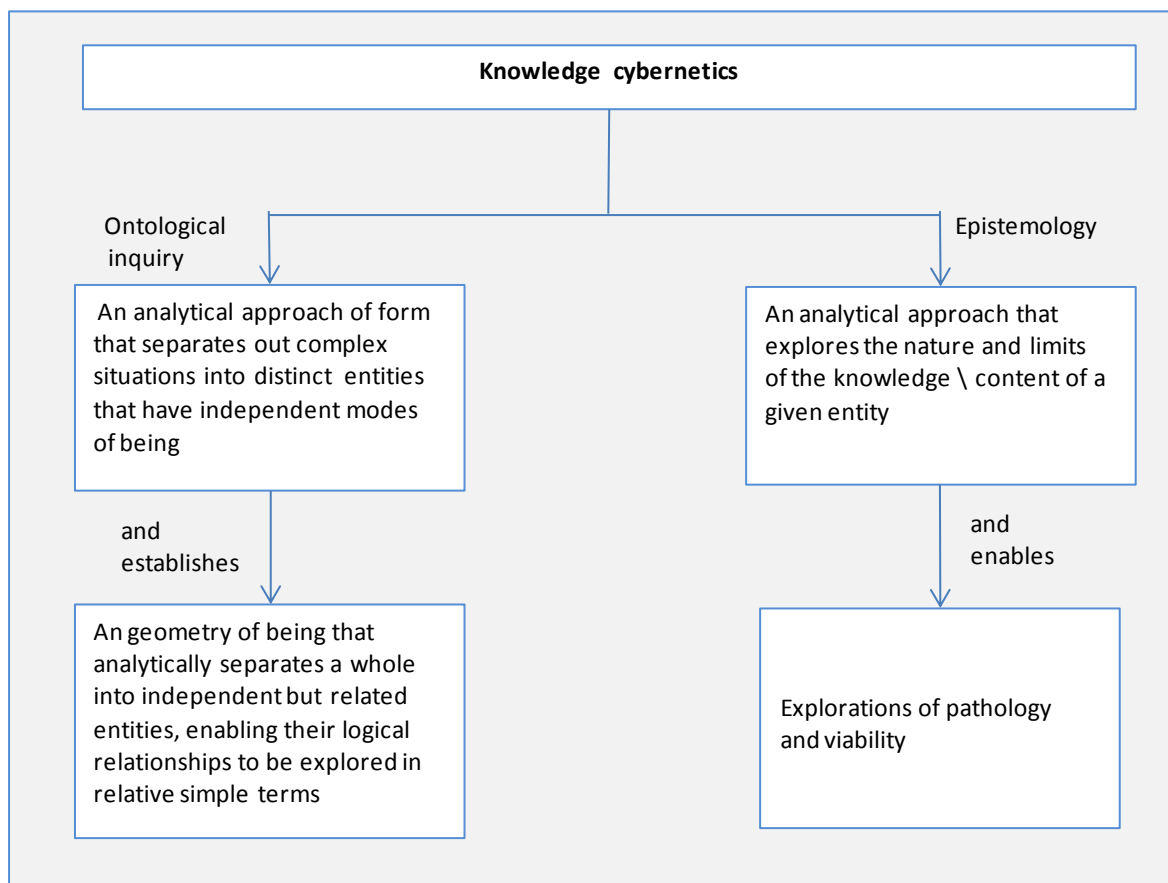 Knowledge cybernetics
Ontological
inquiry
Epistemology
An analytical approach of form
that separates out complex
situations into distinct entities
that have independent modes
of being
An analytical approach that
explores the nature and limits
of the knowledge \ content of a
given entity
and
establishes
and
enables
An geometry of being that
analytically separates a whole
into independent but related
entities, enabling their logical
relationships to be explored in
relative simple terms
Explorations of pathology
and viability